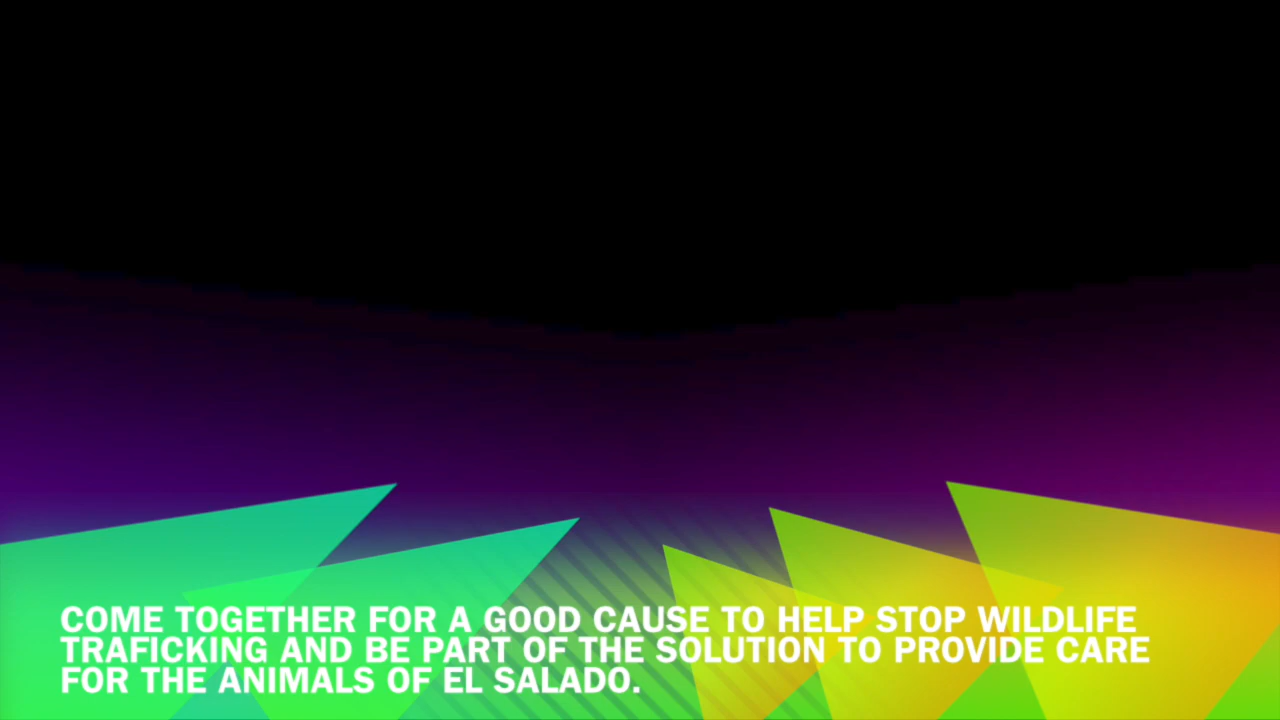 COME TOGETHER FOR A GOOD CAUSE TO HELP STOP WILDLIFE
TRAFICKING AND BE PART OF THE SOLUTION TO PROVIDE CARE
FOR THE ANIMALS OF EL SALADO.